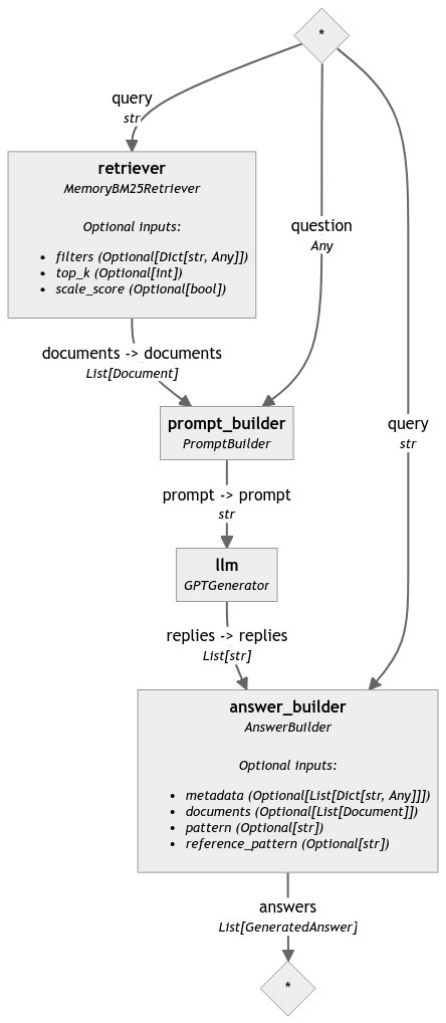 *
query
str
retriever
MemoryBM25Retriever
Optional inputs:
• filters (Optional[Dict[str, Any]])
• top_k (Optional[int])
• scale_score (Optional[bool])
question
Any
documents -> documents
List[Document]
query
str
prompt_builder
PromptBuilder
prompt -> prompt
str
llm
GPTGenerator
replies -> replies
List[str]
answer_builder
AnswerBuilder
Optional inputs:
• metadata (Optional[List[Dict[str, Any]]])
• documents (Optional[List[Document]])
• pattern (Optional[str])
• reference_pattern (Optional[str])
answers
List[GeneratedAnswer]
*